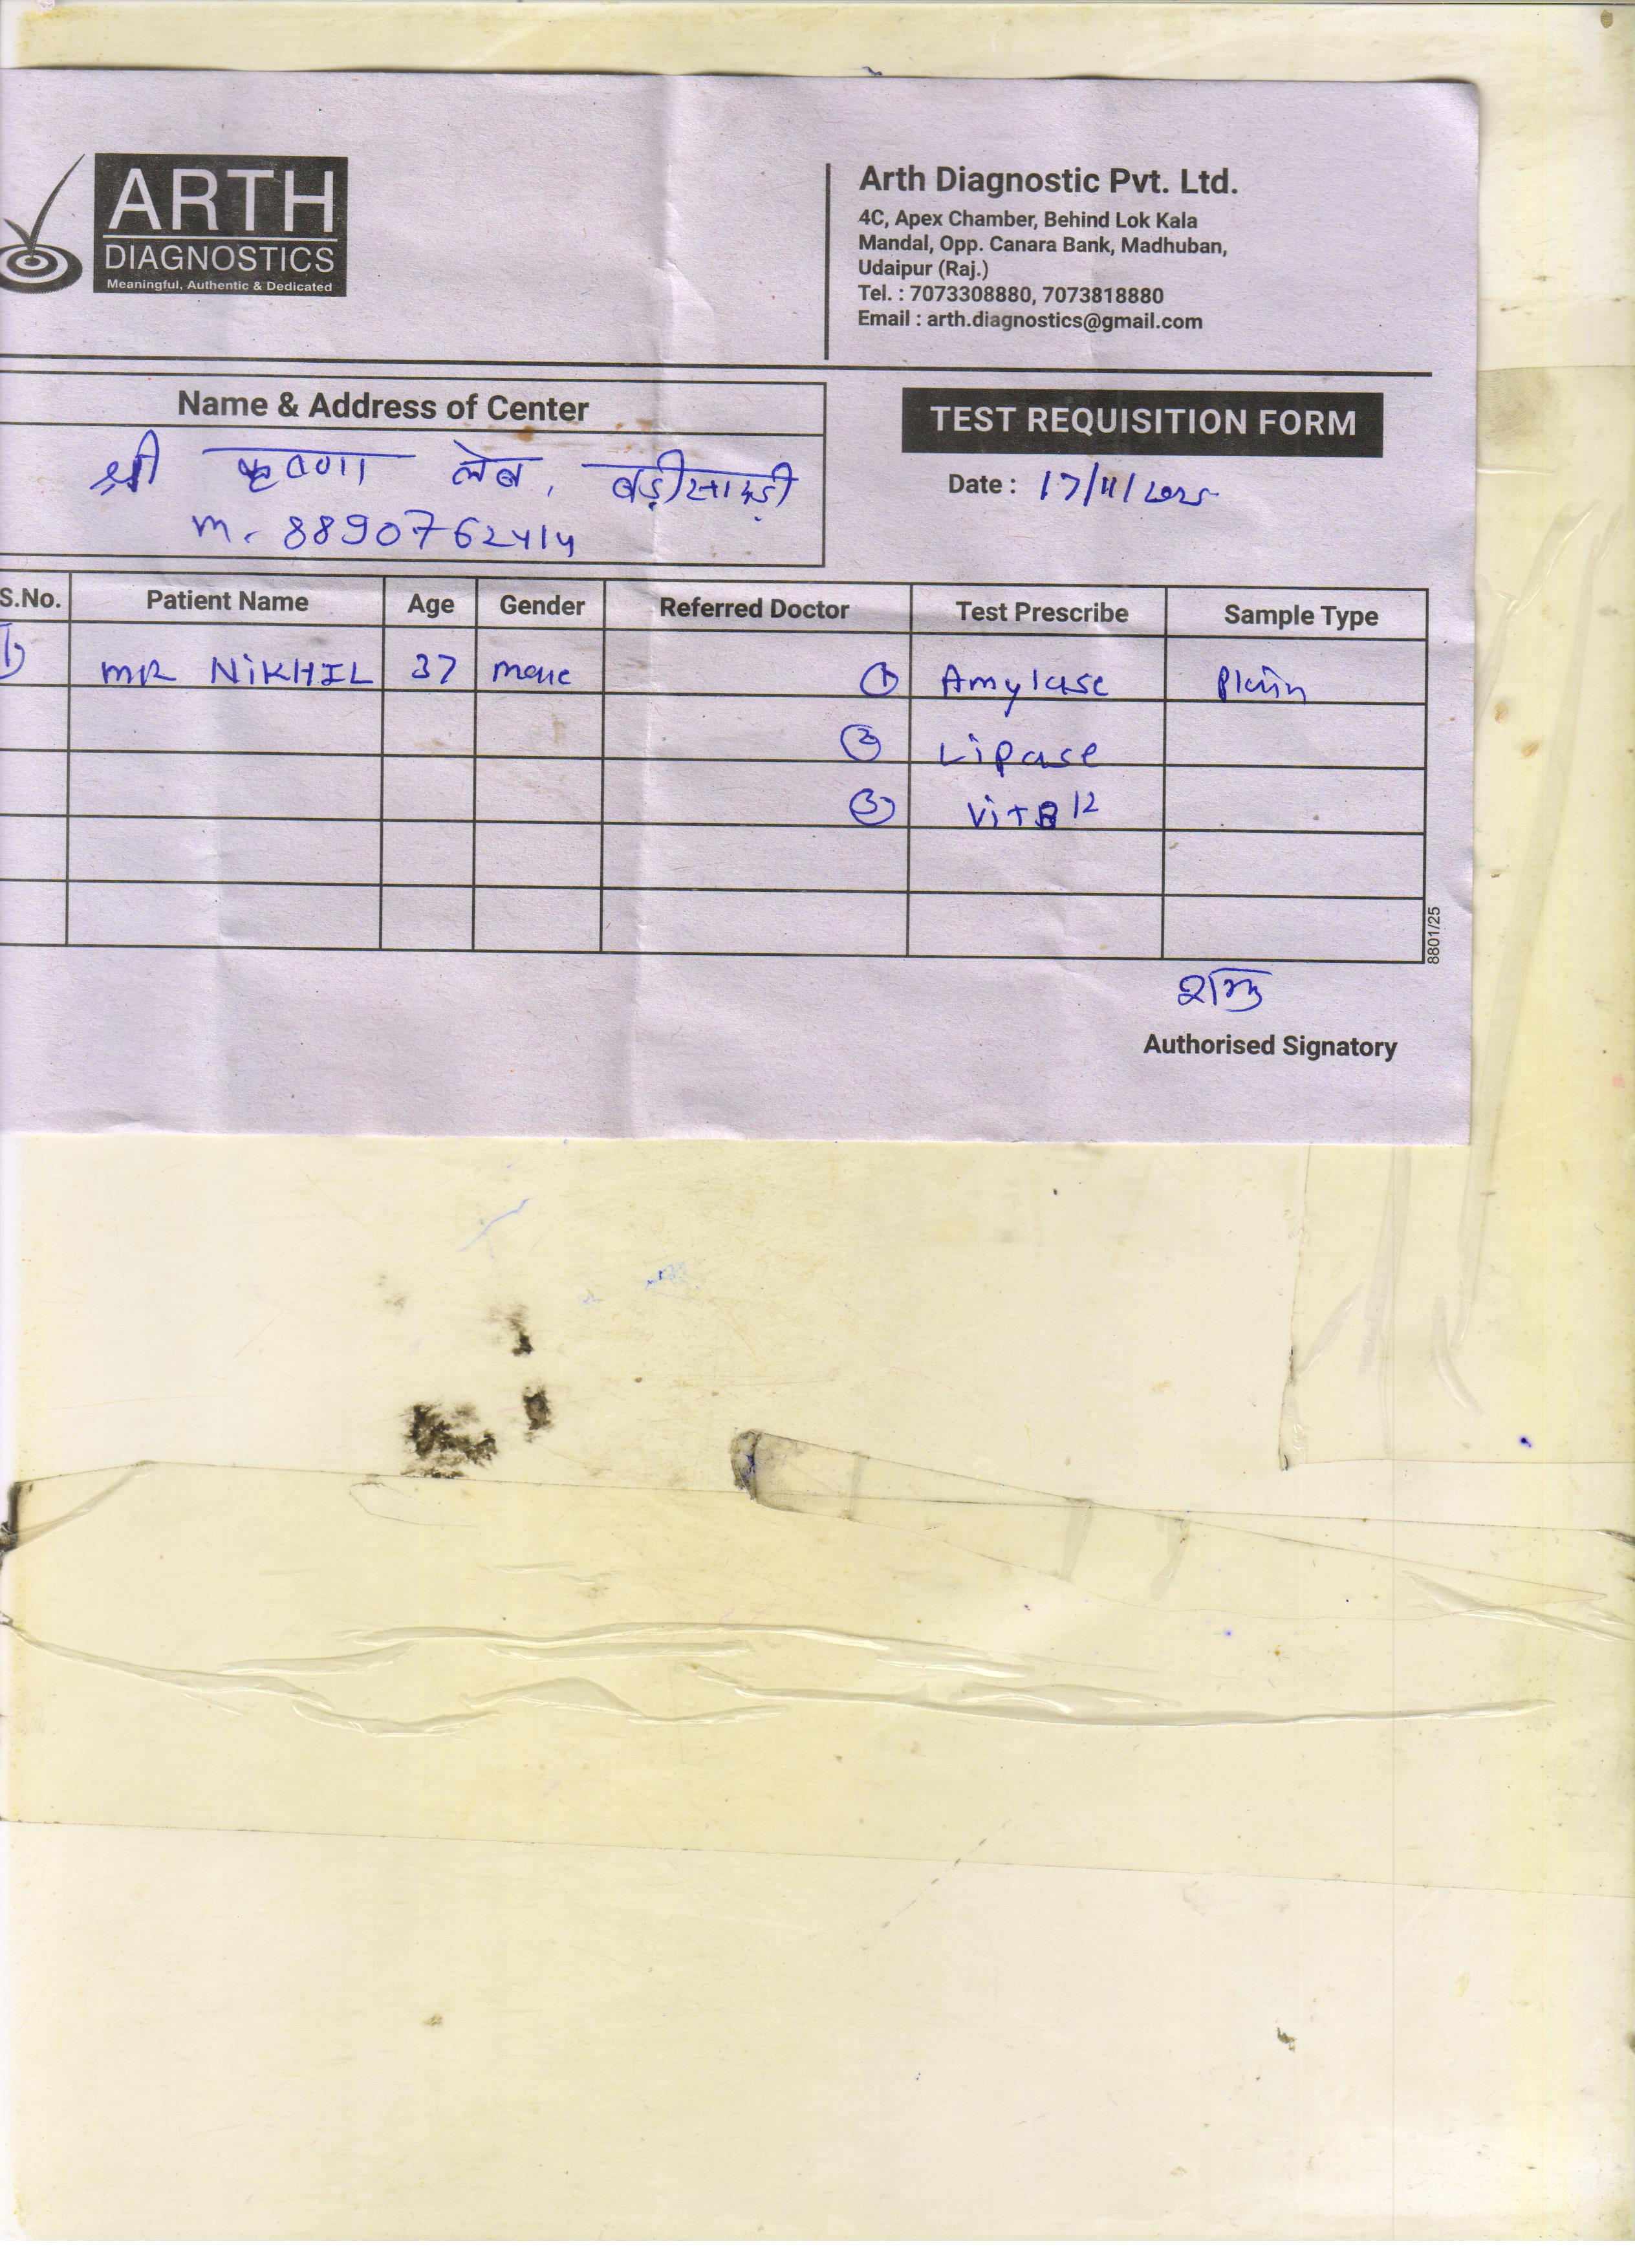 ARTH
DIAGNOSTICS
Meaningful, Authentic & Dedicated
Arth Diagnostic Pvt. Ltd.
4C, Apex Chamber, Behind Lok Kala
Mandal, Opp. Canara Bank, Madhuban,
Udaipur (Raj.)
Tel. : 7073308880, 7073818880
Email : arth.diagnostics@gmail.com
Name & Address of Center
श्री कृष्णा लेब, बड़ीसादड़ी
m. 8890762414
TEST REQUISITION FORM
Date : 17/11/2025
S.No. Patient Name Age Gender Referred Doctor Test Prescribe Sample Type
1) MR NiKHIL 37 male ① Amylase Plain
② Lipase
③ Vit B12
8801/25
Authorised Signatory